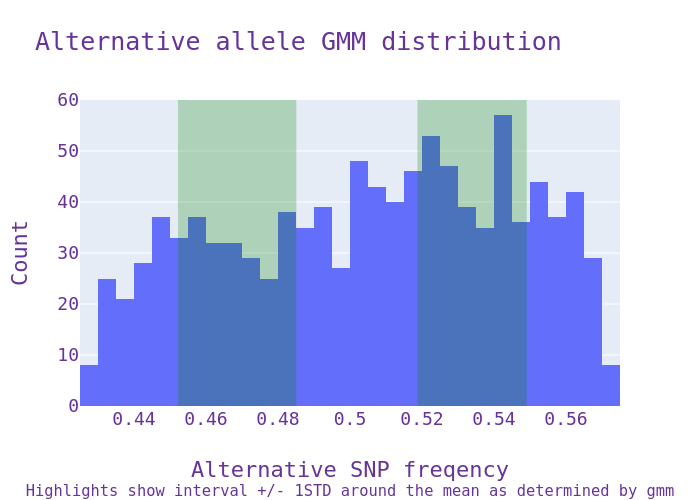 Alternative allele GMM distribution
60
50
40
30
20
10
0
Count
0.44 0.46 0.48 0.5 0.52 0.54 0.56
Alternative SNP freqency
Highlights show interval +/- 1STD around the mean as determined by gmm